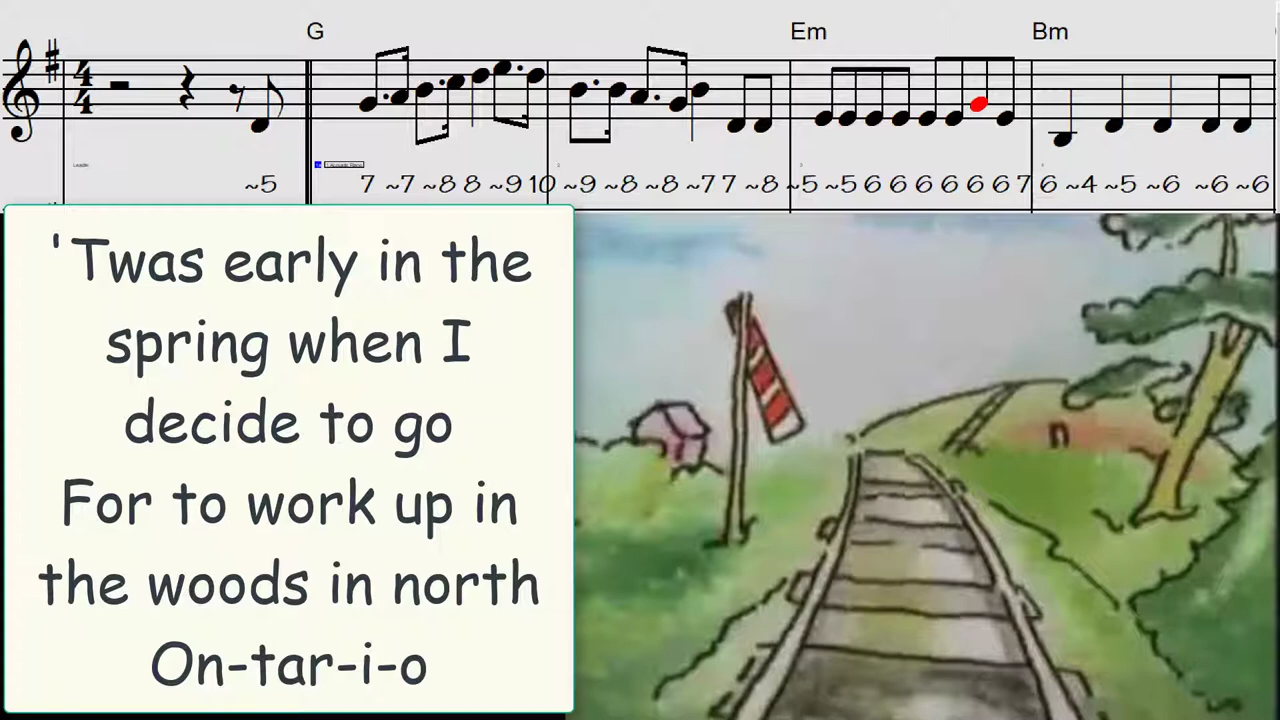 G Em Bm
4
4
~5 7 ~7 ~8 8 ~9 10 ~9 ~8 ~8 ~7 7 ~8 ~5 ~5 6 6 6 6 6 6 7 6 ~4 ~5 ~6 ~6 ~6
'Twas early in the
spring when I
decide to go
For to work up in
the woods in north
On-tar-i-o